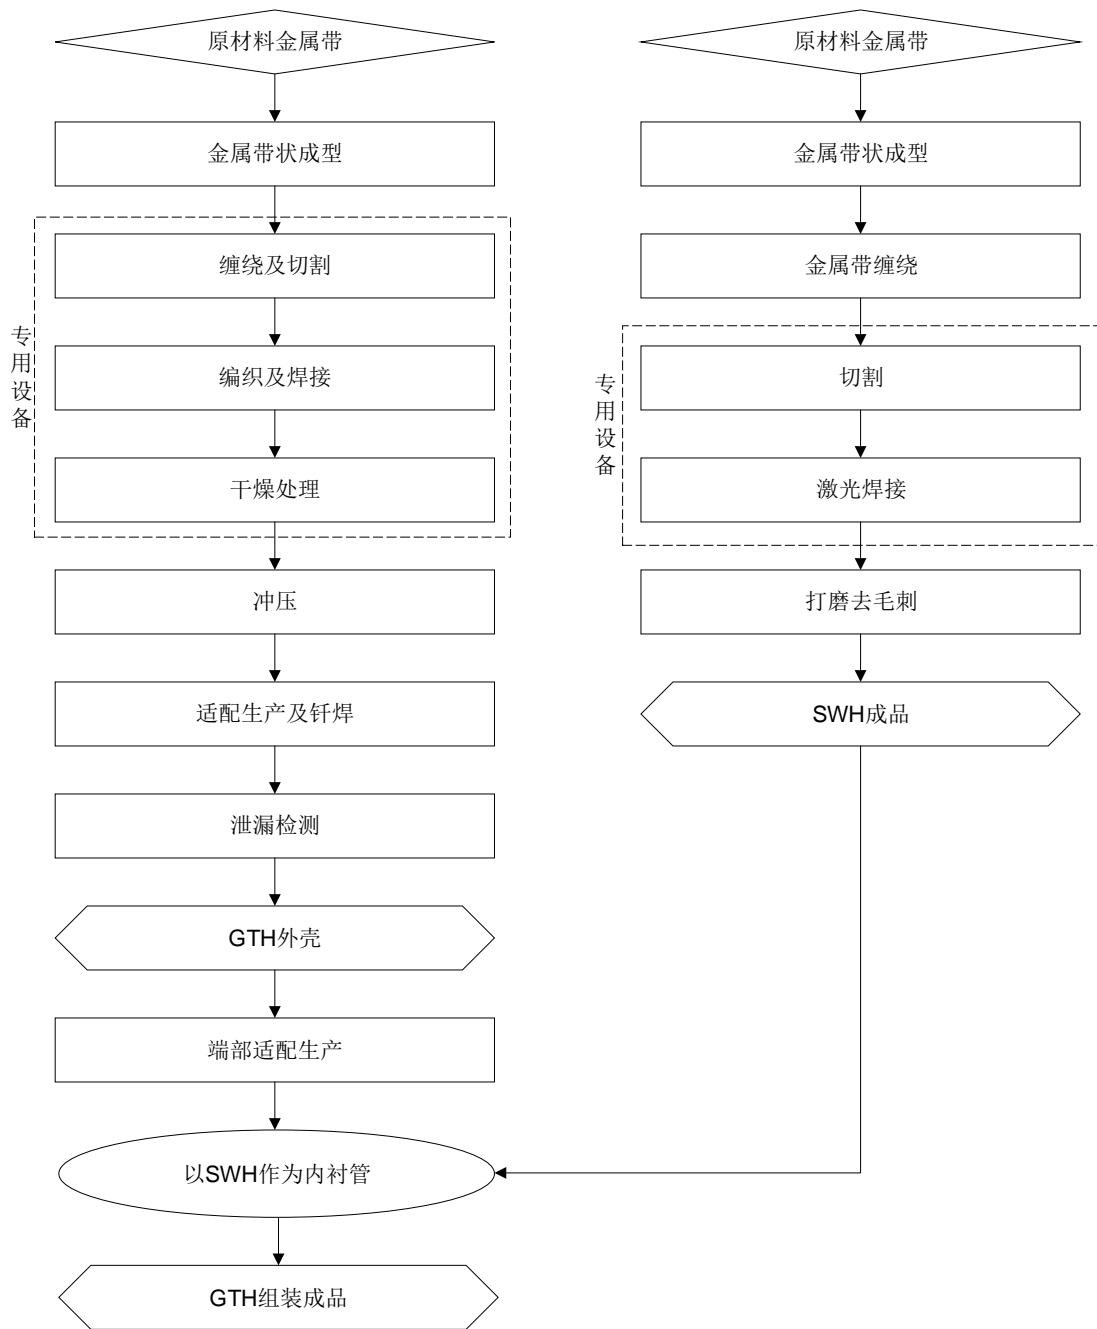 原材料金属带
金属带状成型
专用设备
缠绕及切割
编织及焊接
干燥处理
冲压
适配生产及钎焊
泄漏检测
GTH外壳
端部适配生产
以SWH作为内衬管
GTH组装成品
原材料金属带
金属带状成型
金属带缠绕
专用设备
切割
激光焊接
打磨去毛刺
SWH成品